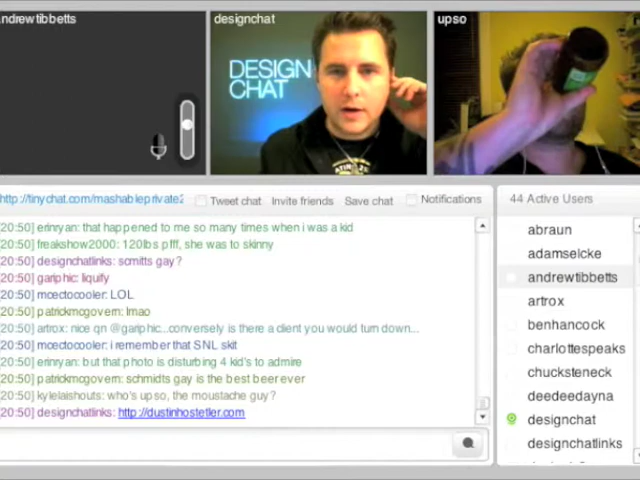 andrewtibbetts
designchat
upso
DESIGN
CHAT
http://tinychat.com/mashableprivate2
Tweet chat
Invite friends
Save chat
Notifications
44 Active Users
[20:50] erinryan: that happened to me so many times when i was a kid
[20:50] freakshow2000: 120lbs pfff, she was to skinny
[20:50] designchatlinks: scmitts gay?
[20:50] gariphic: liquify
[20:50] mcectocooler: LOL
[20:50] patrickmcgovern: lmao
[20:50] artrox: nice qn @gariphic...conversely is there a client you would turn down...
[20:50] mcectocooler: i remember that SNL skit
[20:50] erinryan: but that photo is disturbing 4 kid's to admire
[20:50] patrickmcgovern: schmidts gay is the best beer ever
[20:50] kylelaishouts: who's upso, the moustache guy?
[20:50] designchatlinks: http://dustinhostetler.com
abraun
adamselcke
andrewtibbetts
artrox
benhancock
charlottespeaks
chucksteneck
deedeedayna
designchat
designchatlinks